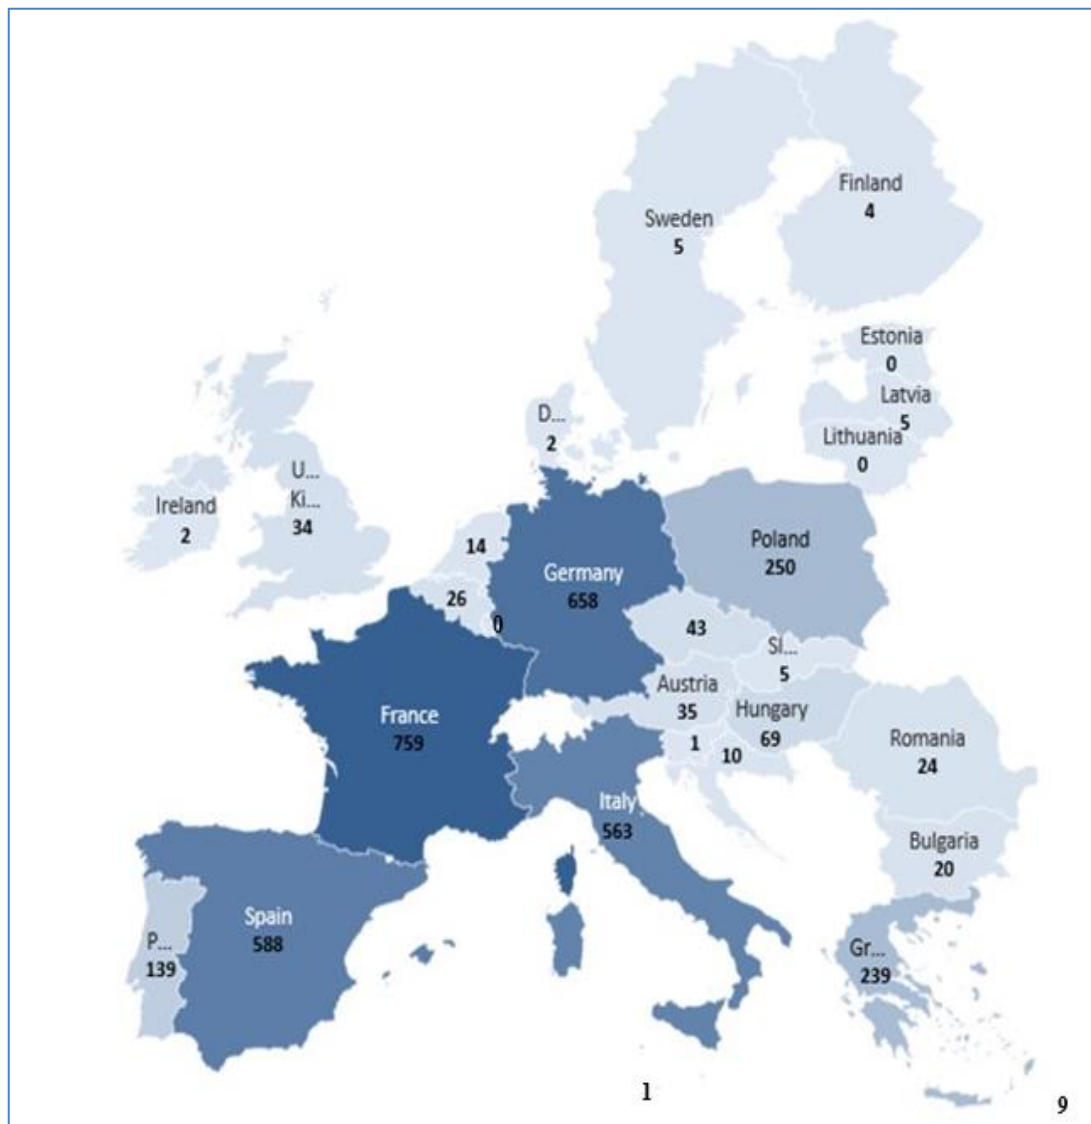 Finland
4
Sweden
5
Estonia
0
Latvia
5
Lithuania
0
D...
2
U...
Ki...
34
Ireland
2
14
26
0
Germany
658
Poland
250
43
Sl...
5
Austria
35
Hungary
69
1
10
France
759
Romania
24
Italy
563
Bulgaria
20
Spain
588
P...
139
Gr...
239
1
9